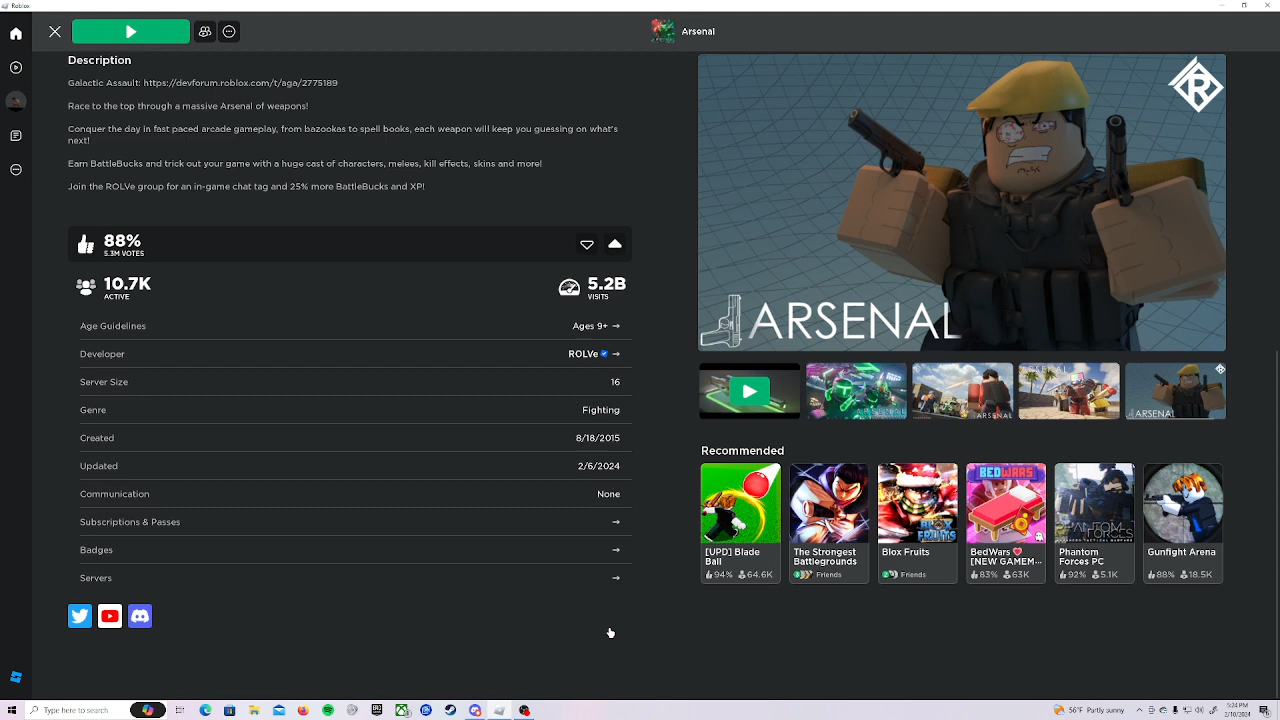 Roblox
Arsenal
Description
Galactic Assault: https://devforum.roblox.com/t/aga/2775189
Race to the top through a massive Arsenal of weapons!
Conquer the day in fast paced arcade gameplay, from bazookas to spell books, each weapon will keep you guessing on what's
next!
Earn BattleBucks and trick out your game with a huge cast of characters, melees, kill effects, skins and more!
Join the ROLVe group for an in-game chat tag and 25% more BattleBucks and XP!
88%
5.3M VOTES
10.7K
ACTIVE
5.2B
VISITS
Age Guidelines Ages 9+ →
Developer ROLVe →
Server Size 16
Genre Fighting
Created 8/18/2015
Updated 2/6/2024
Communication None
Subscriptions & Passes →
Badges →
Servers →
R
ARSENAL
ARSENAL
ARSENAL
ARSENAL
ARSENAL
Recommended
BEDWARS
BLOX
FRUITS
PHANTOM
FORCES
[UPD] Blade
Ball
94% 64.6K
The Strongest
Battlegrounds
Friends
Blox Fruits
Friends
BedWars
[NEW GAMEM...
83% 63K
Phantom
Forces PC
92% 5.1K
Gunfight Arena
88% 18.5K
Type here to search
56°F Partly sunny
5:24 PM
2/10/2024